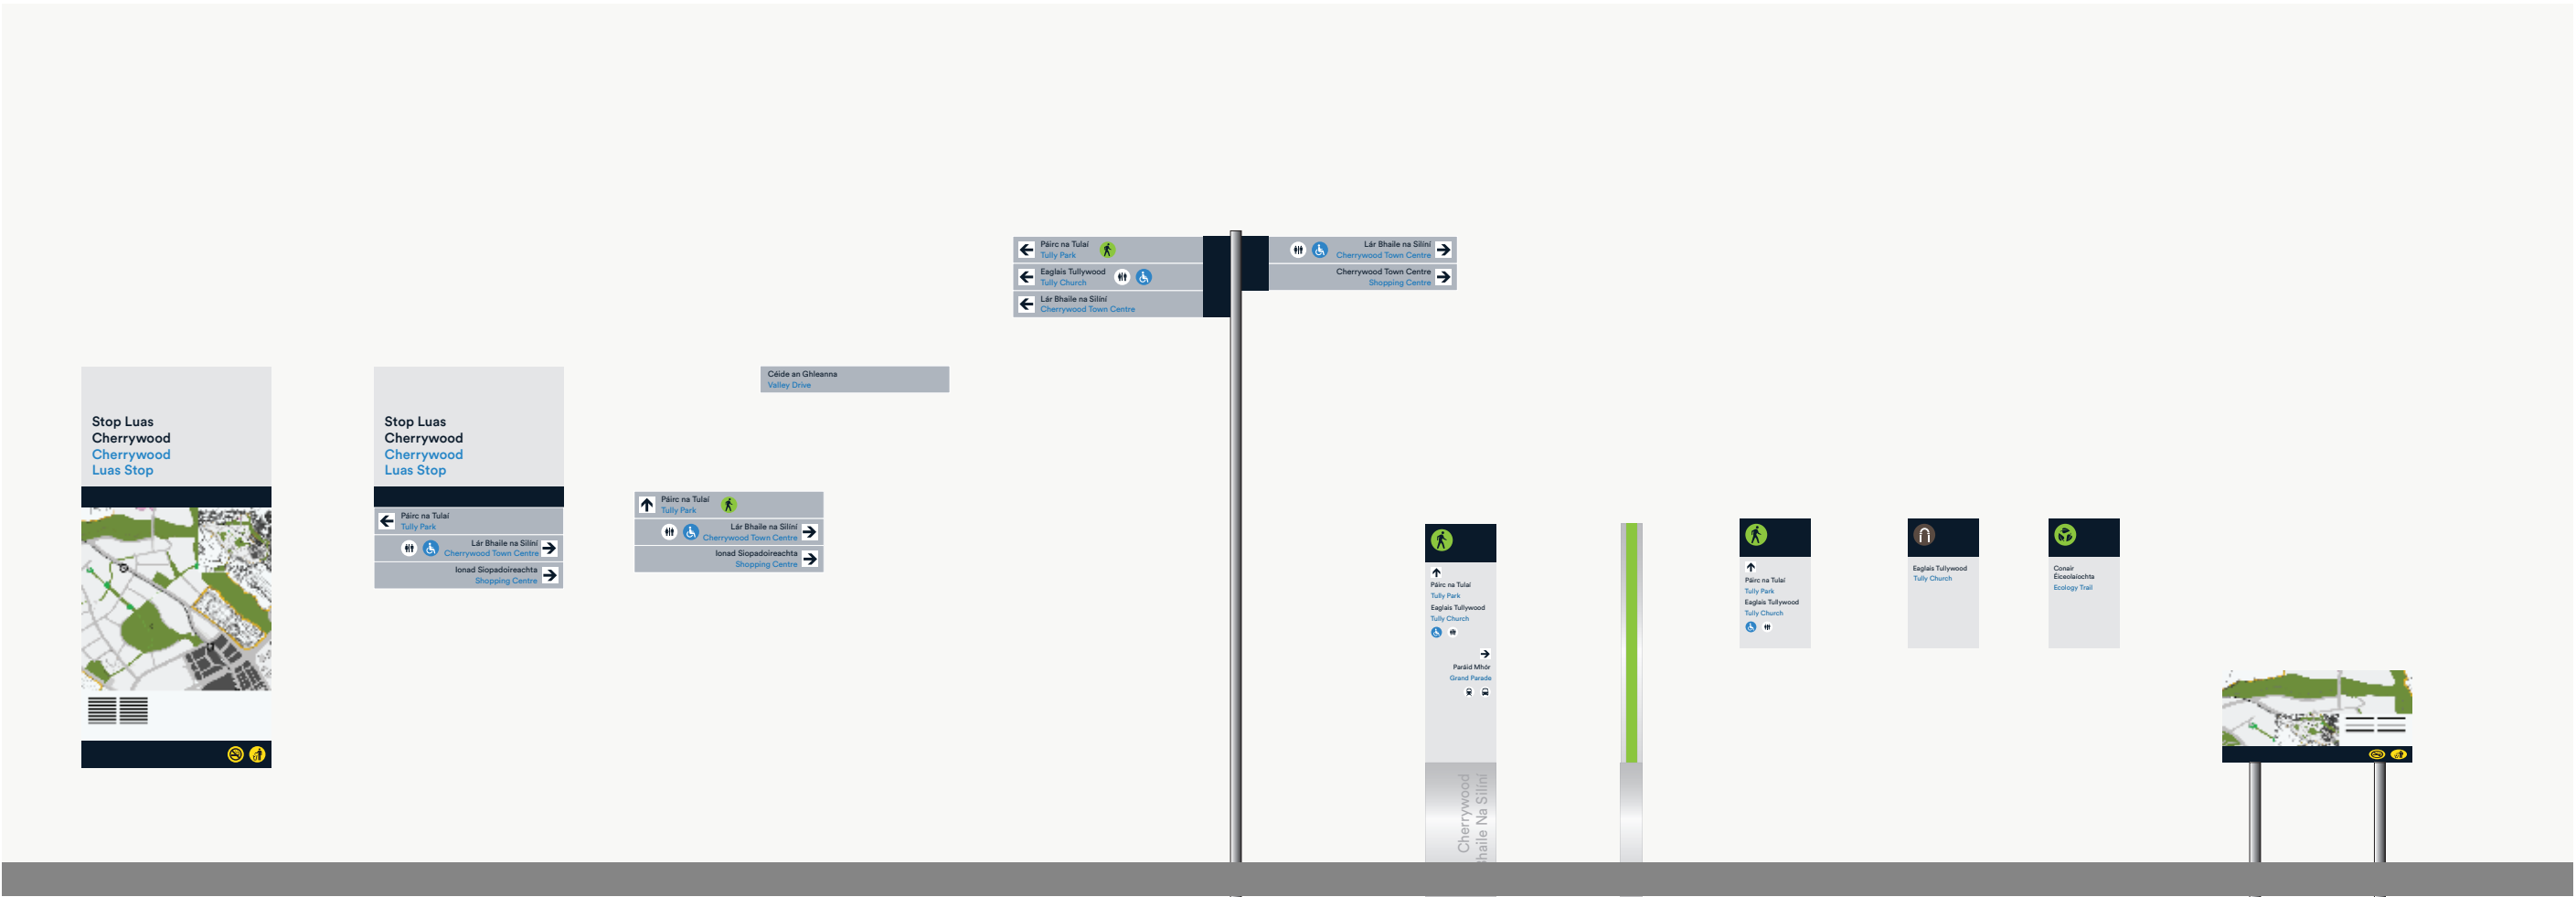 Stop Luas
Cherrywood
Cherrywood
Luas Stop
Stop Luas
Cherrywood
Cherrywood
Luas Stop
Páirc na Tulaí
Tully Park
Lár Bhaile na Silíní
Cherrywood Town Centre
Ionad Siopadoireachta
Shopping Centre
Páirc na Tulaí
Tully Park
Lár Bhaile na Silíní
Cherrywood Town Centre
Ionad Siopadoireachta
Shopping Centre
Céide an Ghleanna
Valley Drive
Páirc na Tulaí
Tully Park
Eaglais Tullywood
Tully Church
Lár Bhaile na Silíní
Cherrywood Town Centre
Lár Bhaile na Silíní
Cherrywood Town Centre
Cherrywood Town Centre
Shopping Centre
Páirc na Tulaí
Tully Park
Eaglais Tullywood
Tully Church
Paráid Mhór
Grand Parade
Cherrywood
haile Na Silíní
Páirc na Tulaí
Tully Park
Eaglais Tullywood
Tully Church
Eaglais Tullywood
Tully Church
Conair
Éiceolaíochta
Ecology Trail